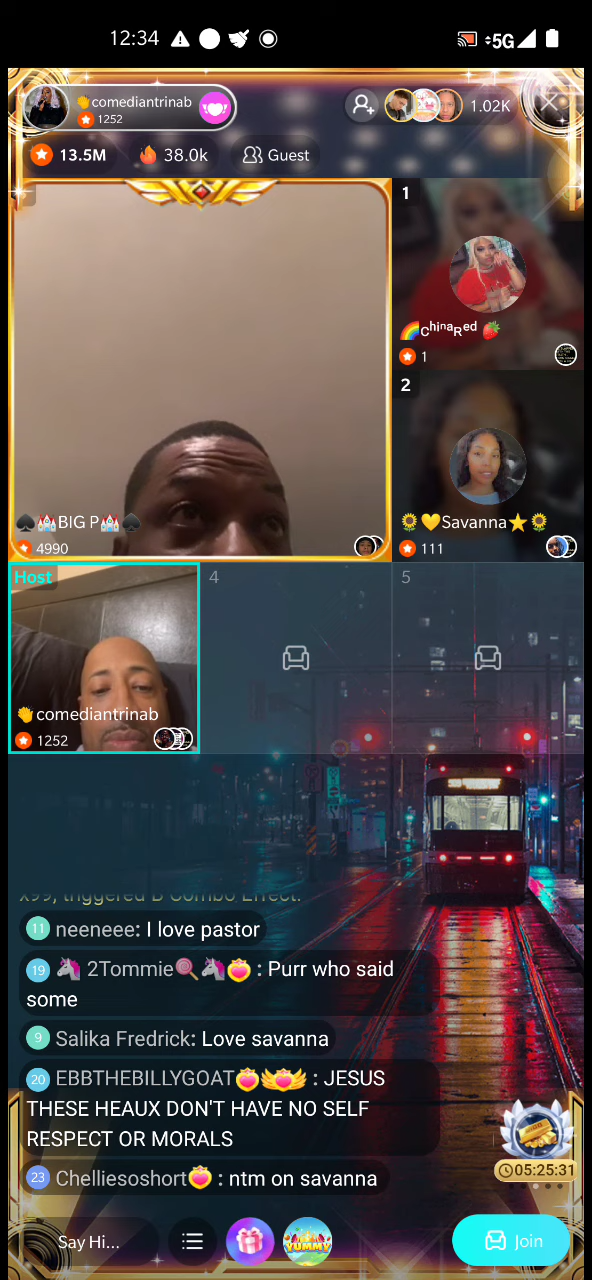 12:34
5G
👋comediantrinab
1252
1.02K
13.5M
38.0k
Guest
1
🌈cʰⁱⁿᵃʀᵉᵈ 🍓
1
2
🌻💛Savanna⭐🌻
111
♠️🏰BIG P🏰♠️
4990
Host
4
5
👋comediantrinab
1252
x99, triggered B Combo Effect.
11 neeneee: I love pastor
19 🦄 2Tommie🍭🦄 : Purr who said
some
9 Salika Fredrick: Love savanna
20 EBBTHEBILLYGOAT : JESUS
THESE HEAUX DON'T HAVE NO SELF
RESPECT OR MORALS
23 Chelliesoshort : ntm on savanna
05:25:31
Say Hi...
YUMMY
Join